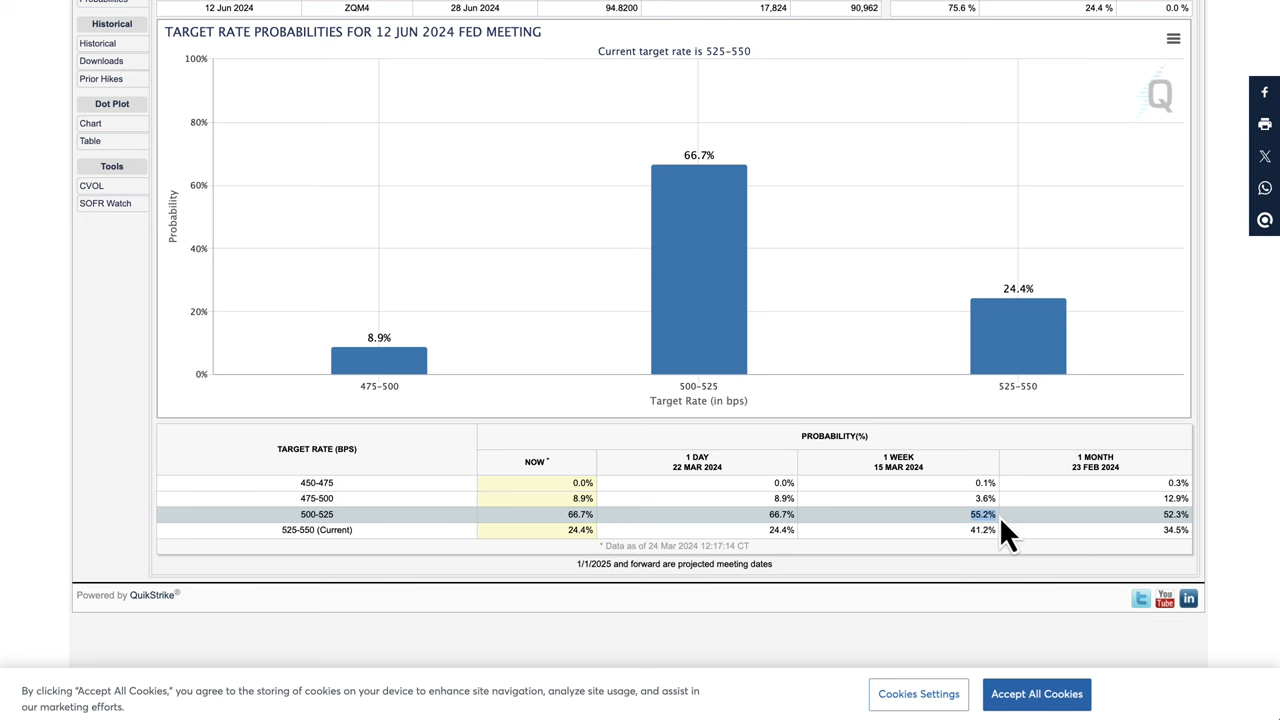 12 Jun 2024 ZQM4 28 Jun 2024 94.8200 17,824 90,962 75.6 % 24.4 % 0.0 %
Historical
Historical
Downloads
Prior Hikes
Dot Plot
Chart
Table
Tools
CVOL
SOFR Watch
TARGET RATE PROBABILITIES FOR 12 JUN 2024 FED MEETING
Current target rate is 525-550
Q
Probability
100%
80%
60%
40%
20%
0%
8.9%
66.7%
24.4%
475-500
500-525
525-550
Target Rate (in bps)
TARGET RATE (BPS)
PROBABILITY(%)
NOW *
1 DAY
22 MAR 2024
1 WEEK
15 MAR 2024
1 MONTH
23 FEB 2024
450-475 0.0% 0.0% 0.1% 0.3%
475-500 8.9% 8.9% 3.6% 12.9%
500-525 66.7% 66.7% 55.2% 52.3%
525-550 (Current) 24.4% 24.4% 41.2% 34.5%
* Data as of 24 Mar 2024 12:17:14 CT
1/1/2025 and forward are projected meeting dates
Powered by QuikStrike®
You
Tube
in
By clicking "Accept All Cookies," you agree to the storing of cookies on your device to enhance site navigation, analyze site usage, and assist in
our marketing efforts.
Cookies Settings
Accept All Cookies